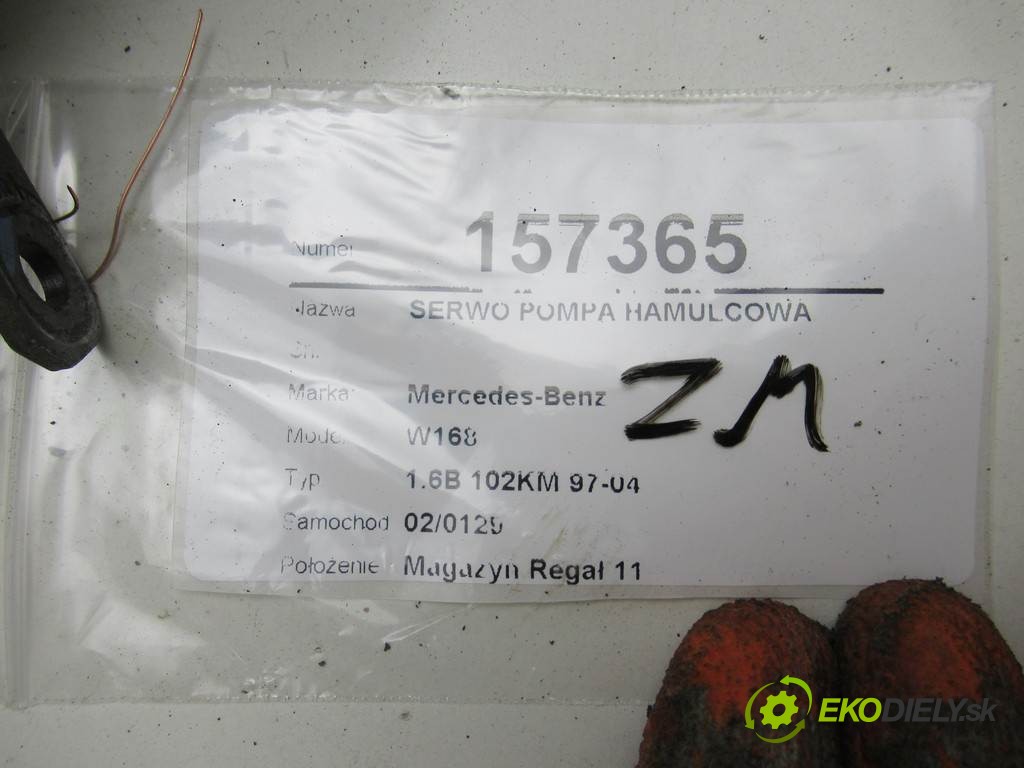 Numer 157365
Nazwa SERWO POMPA HAMULCOWA
Marka Mercedes-Benz ZM
Model W168
Typ 1.6B 102KM 97-04
Samochód 02/0129
Położenie Magazyn Regał 11
EKODIELY.sk